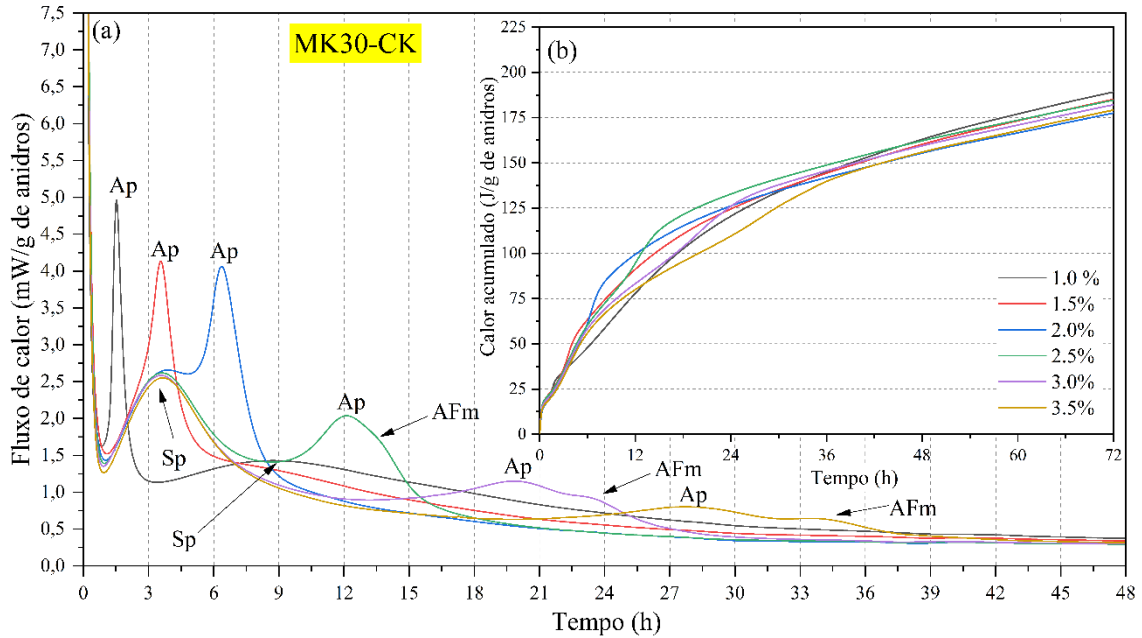 (a)
MK30-CK
Fluxo de calor (mW/g de anidros)
7,5
7,0
6,5
6,0
5,5
5,0
4,5
4,0
3,5
3,0
2,5
2,0
1,5
1,0
0,5
0,0
Ap
Ap
Ap
Sp
Sp
Ap
AFm
Ap
AFm
Ap
AFm
0 3 6 9 12 15 18 21 24 27 30 33 36 39 42 45 48
Tempo (h)
(b)
Calor acumulado (J/g de anidros)
225
200
175
150
125
100
75
50
25
0
1.0 %
1.5%
2.0%
2.5%
3.0%
3.5%
0 12 24 36 48 60 72
Tempo (h)